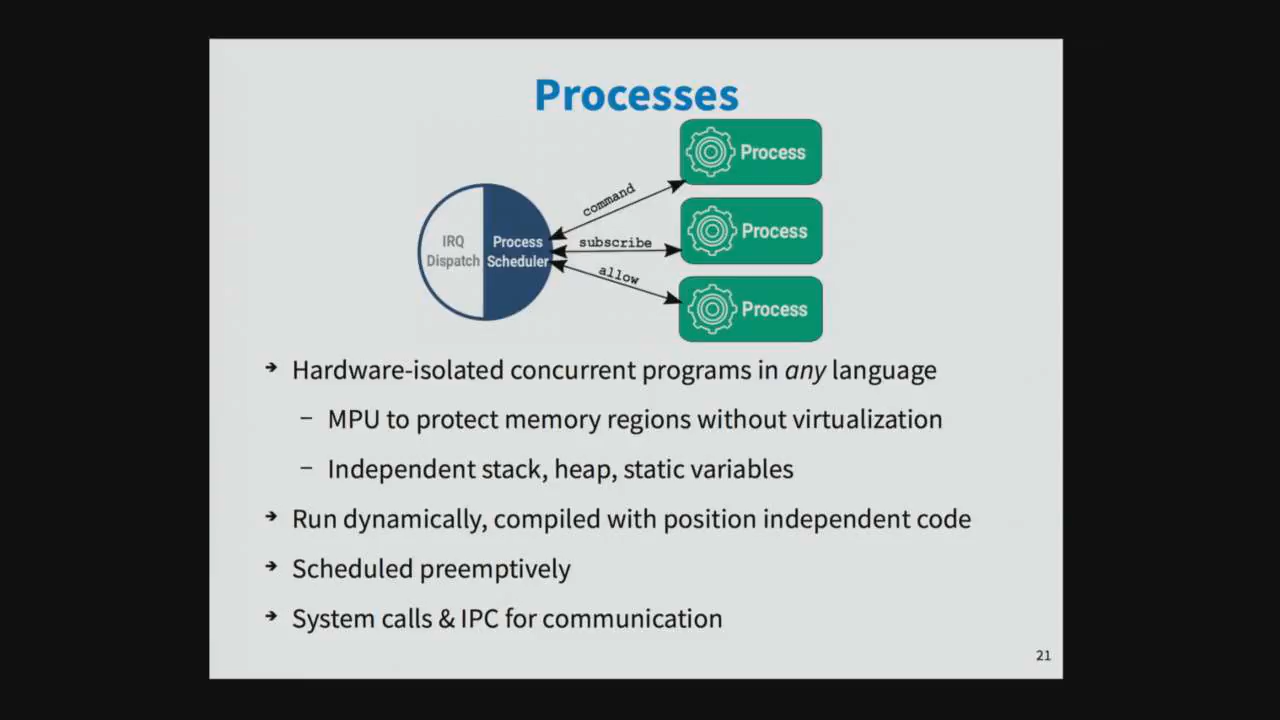 Processes
Process
command
IRQ
Dispatch
Process
Scheduler
subscribe
Process
allow
Process
➔ Hardware-isolated concurrent programs in any language
– MPU to protect memory regions without virtualization
– Independent stack, heap, static variables
➔ Run dynamically, compiled with position independent code
➔ Scheduled preemptively
➔ System calls & IPC for communication
21